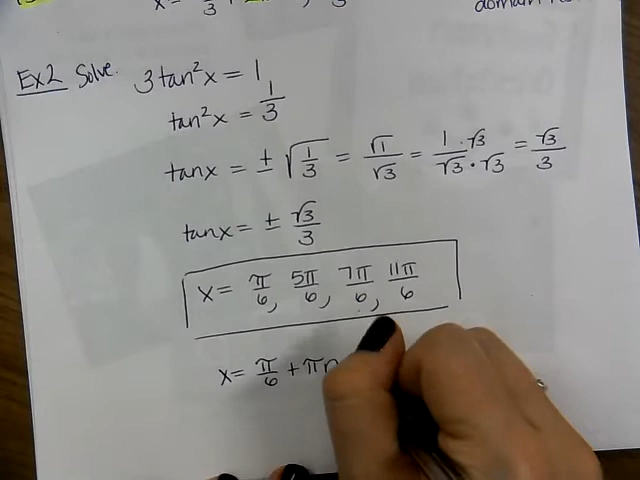 Ex2 Solve. 3tan²x = 1
tan²x = 1/3
tanx = ± √(1/3) = √1/√3 = 1·√3/√3·√3 = √3/3
tanx = ± √3/3
x = π/6, 5π/6, 7π/6, 11π/6
x = π/6 + πn